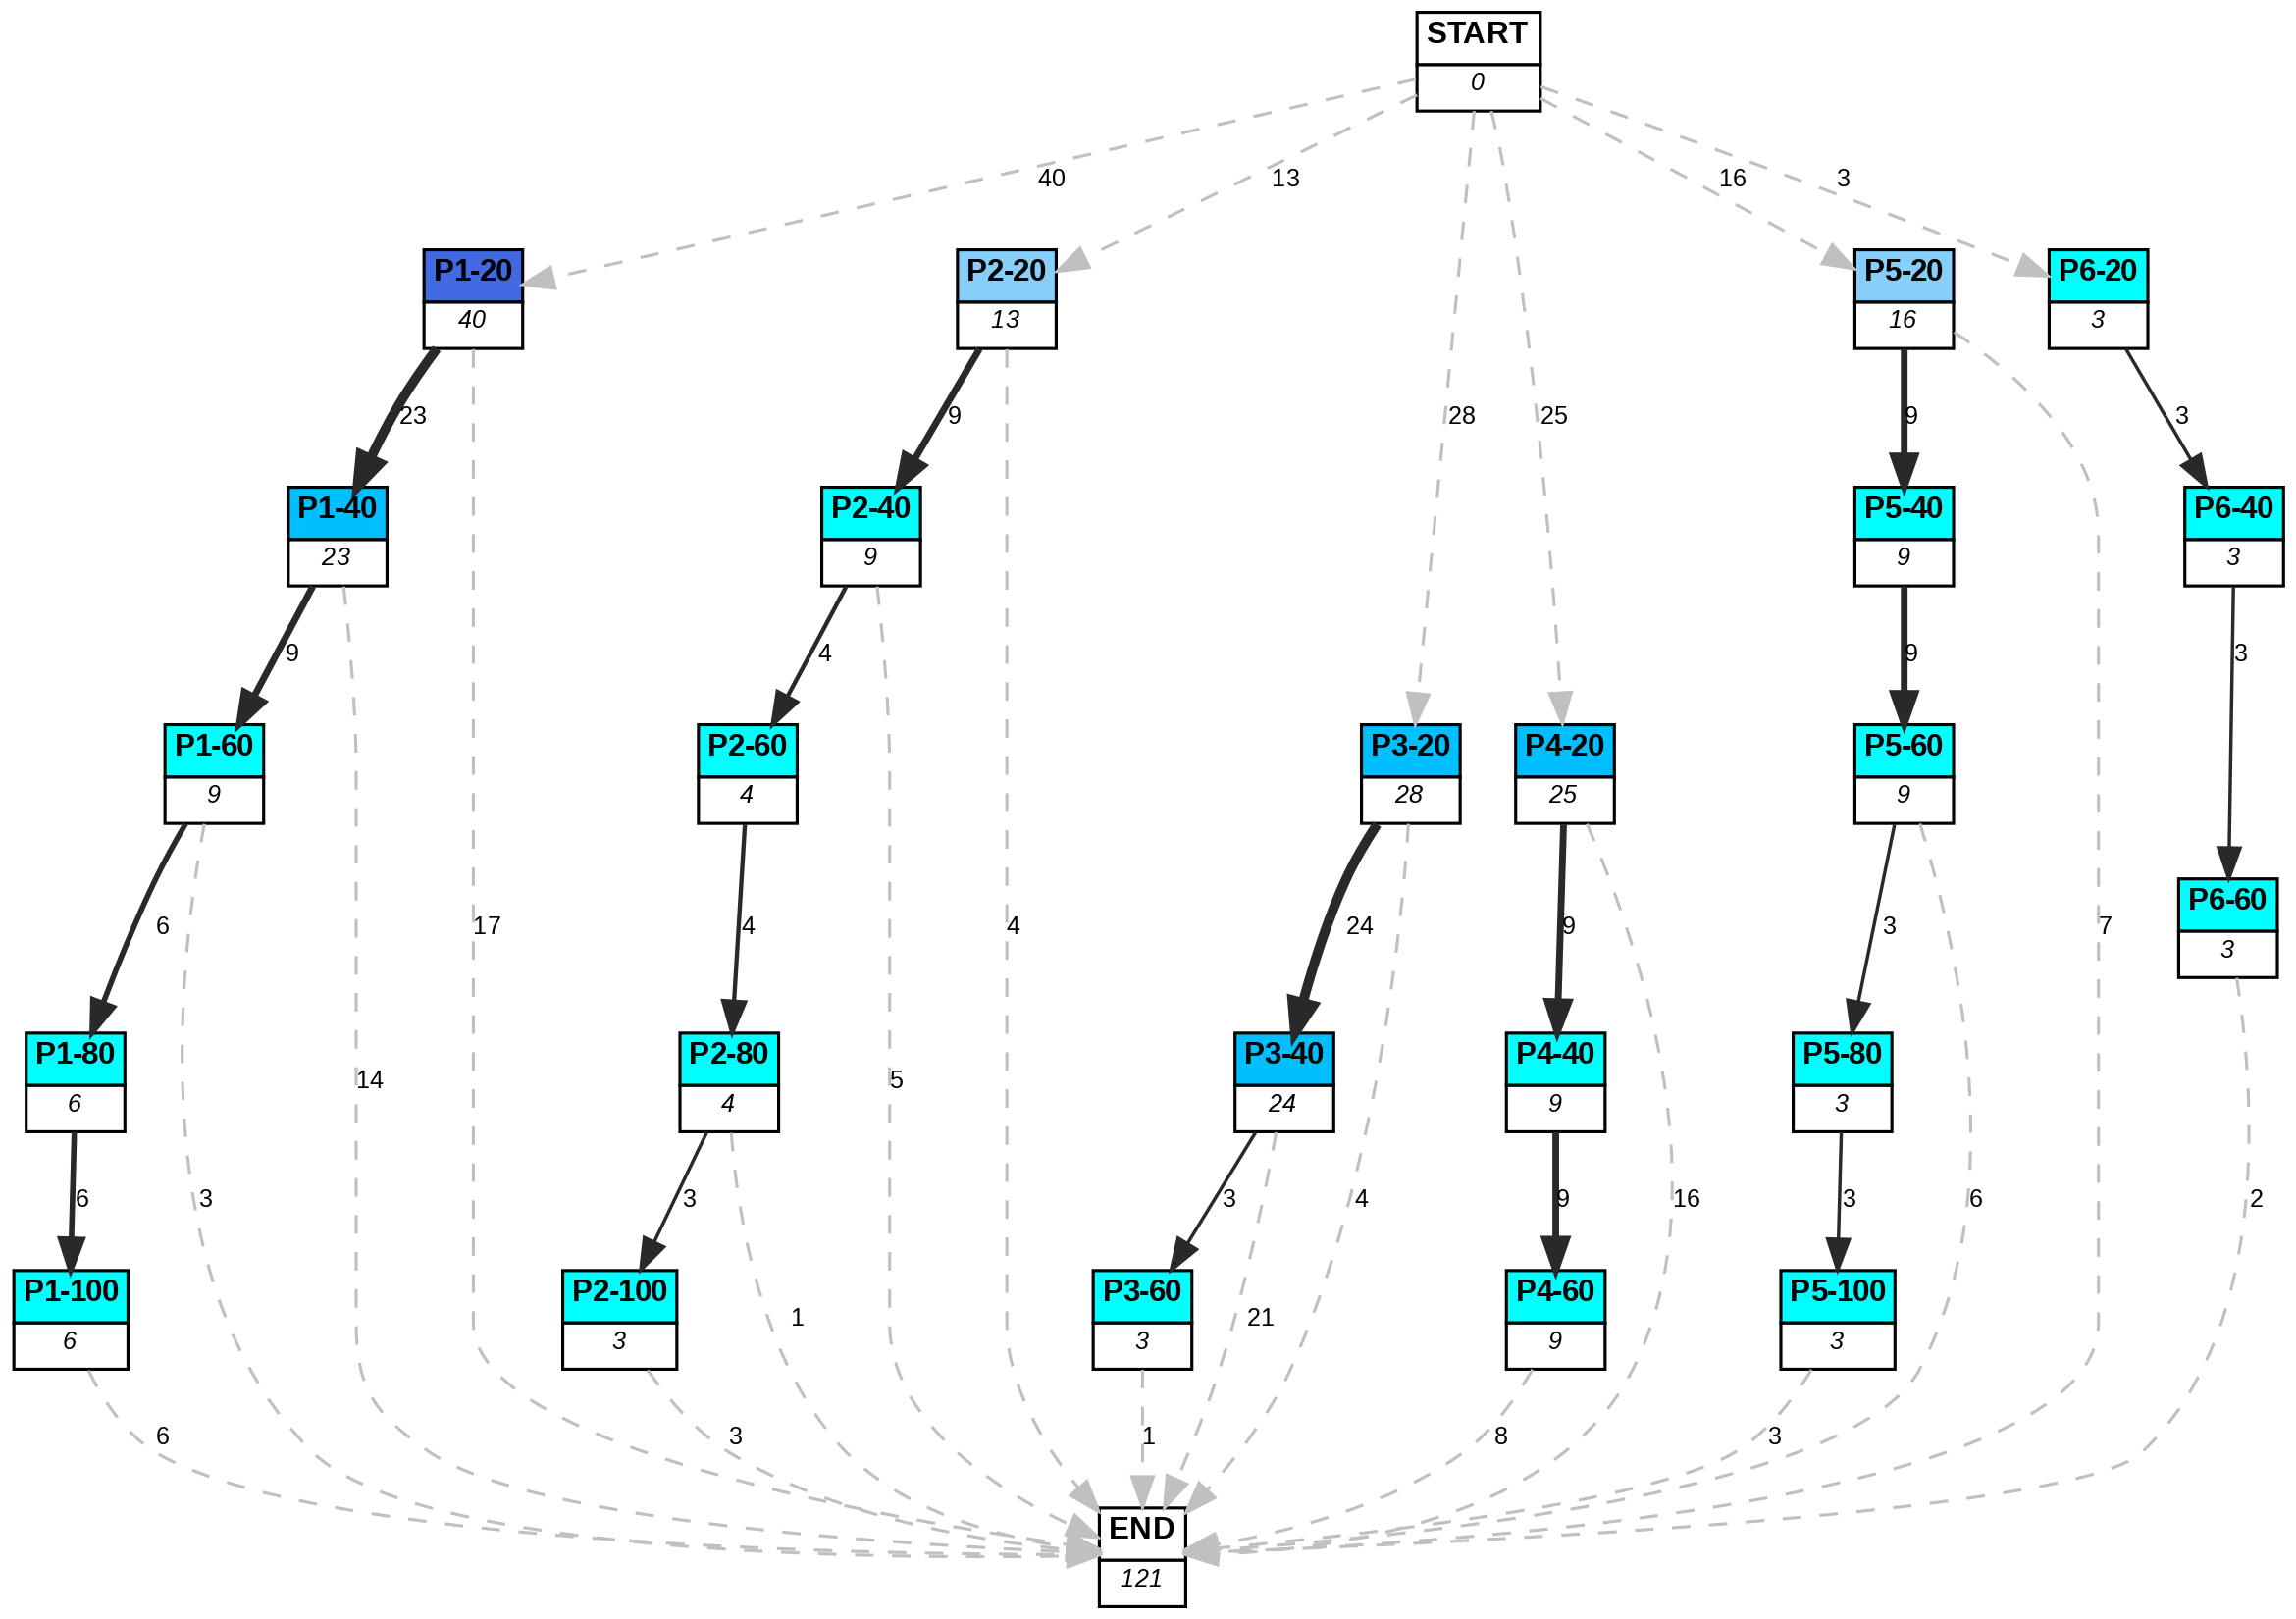 START
0
40
13
16
3
P1-20
40
P2-20
13
P5-20
16
P6-20
3
23
9
28
25
9
3
P1-40
23
P2-40
9
P5-40
9
P6-40
3
9
4
9
3
P1-60
9
P2-60
4
P3-20
28
P4-20
25
P5-60
9
P6-60
3
6
17
4
4
24
9
3
7
P1-80
6
P2-80
4
P3-40
24
P4-40
9
P5-80
3
14
5
6
3
3
3
4
9
16
3
6
2
P1-100
6
P2-100
3
P3-60
3
P4-60
9
P5-100
3
1
21
6
3
1
8
3
END
121